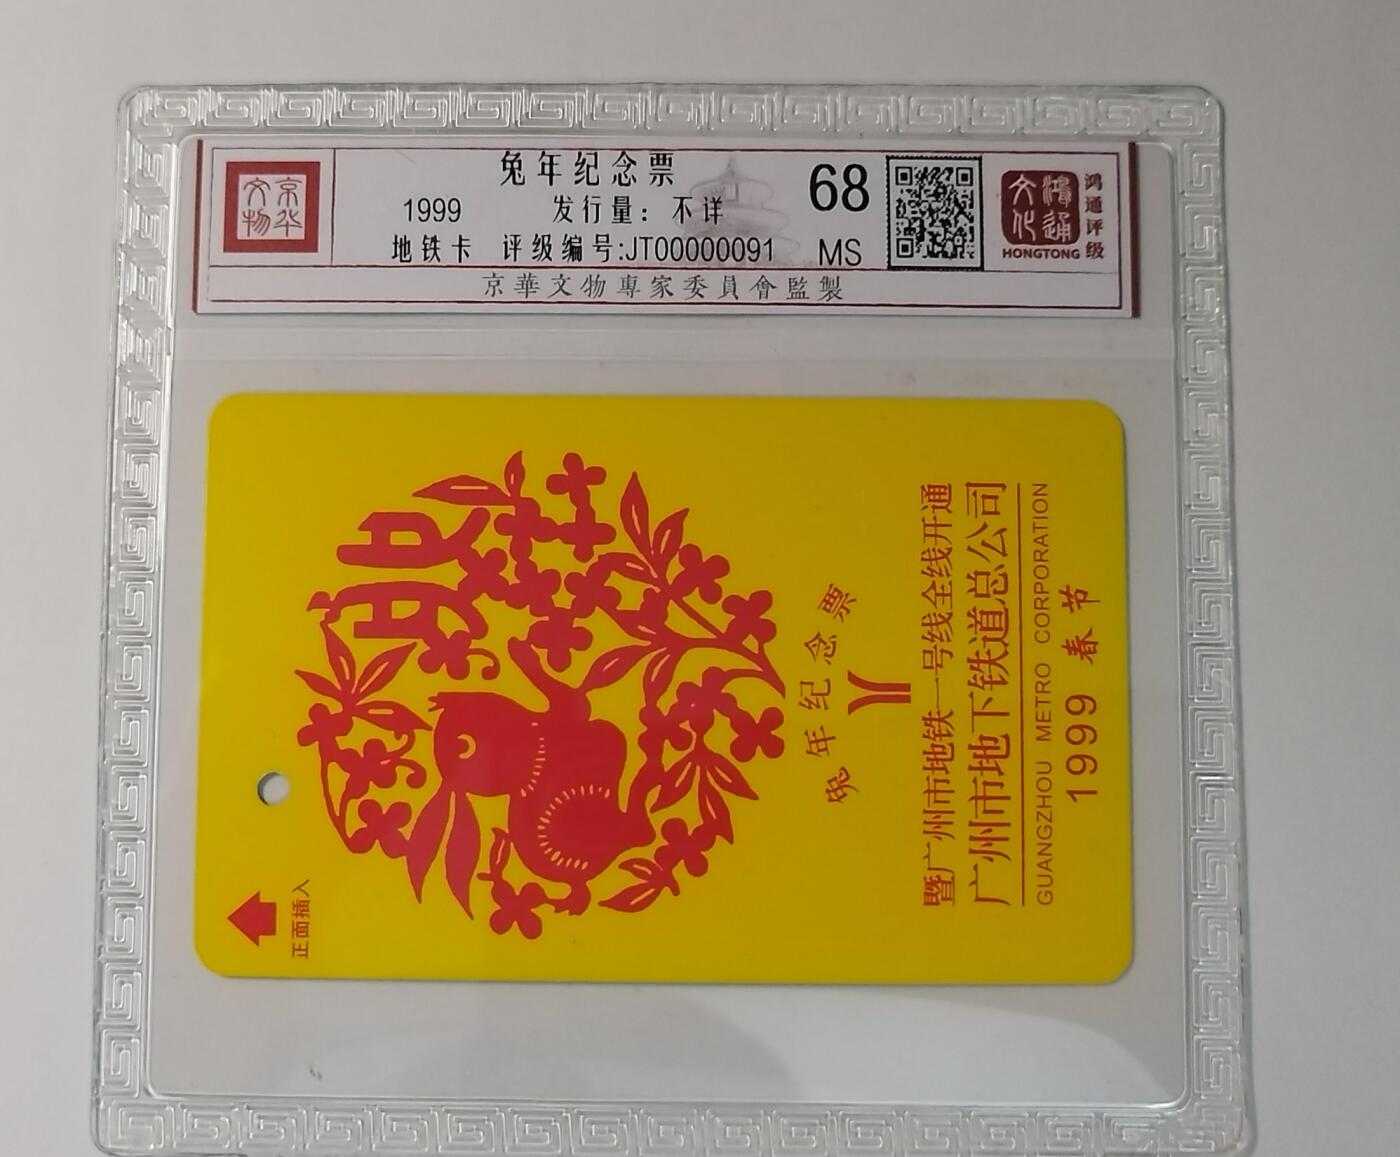 兔年纪念票
1999 发行量：不详
地铁卡 评级编号:JT00000091
68
MS
京华文物
鸿通文化
HONGTONG
鸿通评级
京華文物專家委員會監製
正面插入
兔年纪念票
暨广州市地铁一号线全线开通
广州市地下铁道总公司
GUANGZHOU METRO CORPORATION
1999 春节